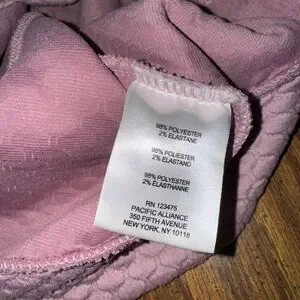 98% POLYESTER
2% ELASTANE
98% POLIESTER
2% ELASTANO
98% POLYESTER
2% ELASTHANNE
RN 123475
PACIFIC ALLIANCE
350 FIFTH AVENUE
NEW YORK, NY 10118